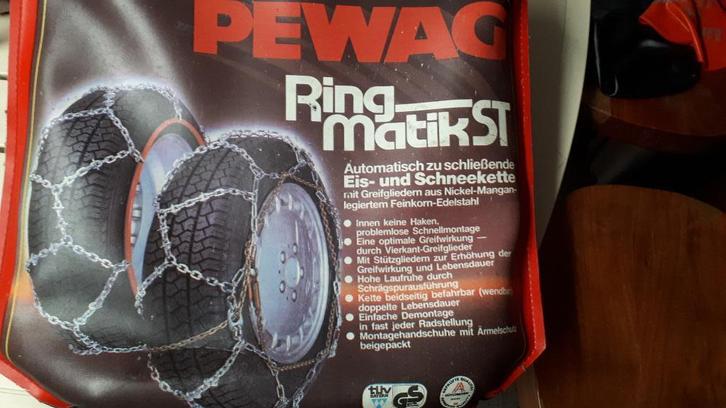 PEWAG
Ring
Matik ST
Automatisch zu schließende
Eis- und Schneekette
mit Greifgliedern aus Nickel-Mangan-
legiertem Feinkorn-Edelstahl
• Innen keine Haken,
problemlose Schnellmontage
• Eine optimale Greifwirkung —
durch Vierkant-Greifglieder
• Mit Stützgliedern zur Erhöhung der
Greifwirkung und Lebensdauer
• Hohe Laufruhe durch
Schrägspurausführung
• Kette beidseitig befahrbar (wendbar)
doppelte Lebensdauer
• Einfache Demontage
in fast jeder Radstellung
• Montagehandschuhe mit Ärmelschutz
beigepackt
TÜV
BAYERN
GS